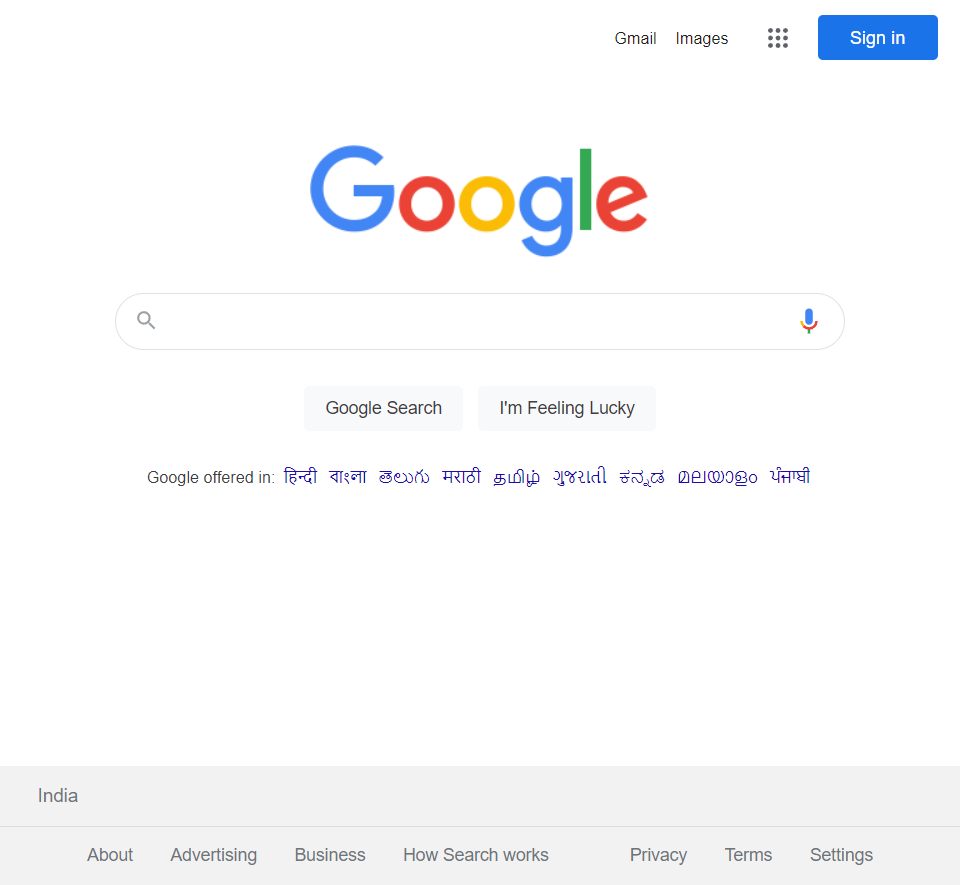 Gmail Images Sign in
Google
Google Search I'm Feeling Lucky
Google offered in: हिन्दी বাংলা తెలుగు मराठी தமிழ் ગુજરાતી ಕನ್ನಡ മലയാളം ਪੰਜਾਬੀ
India
About Advertising Business How Search works Privacy Terms Settings